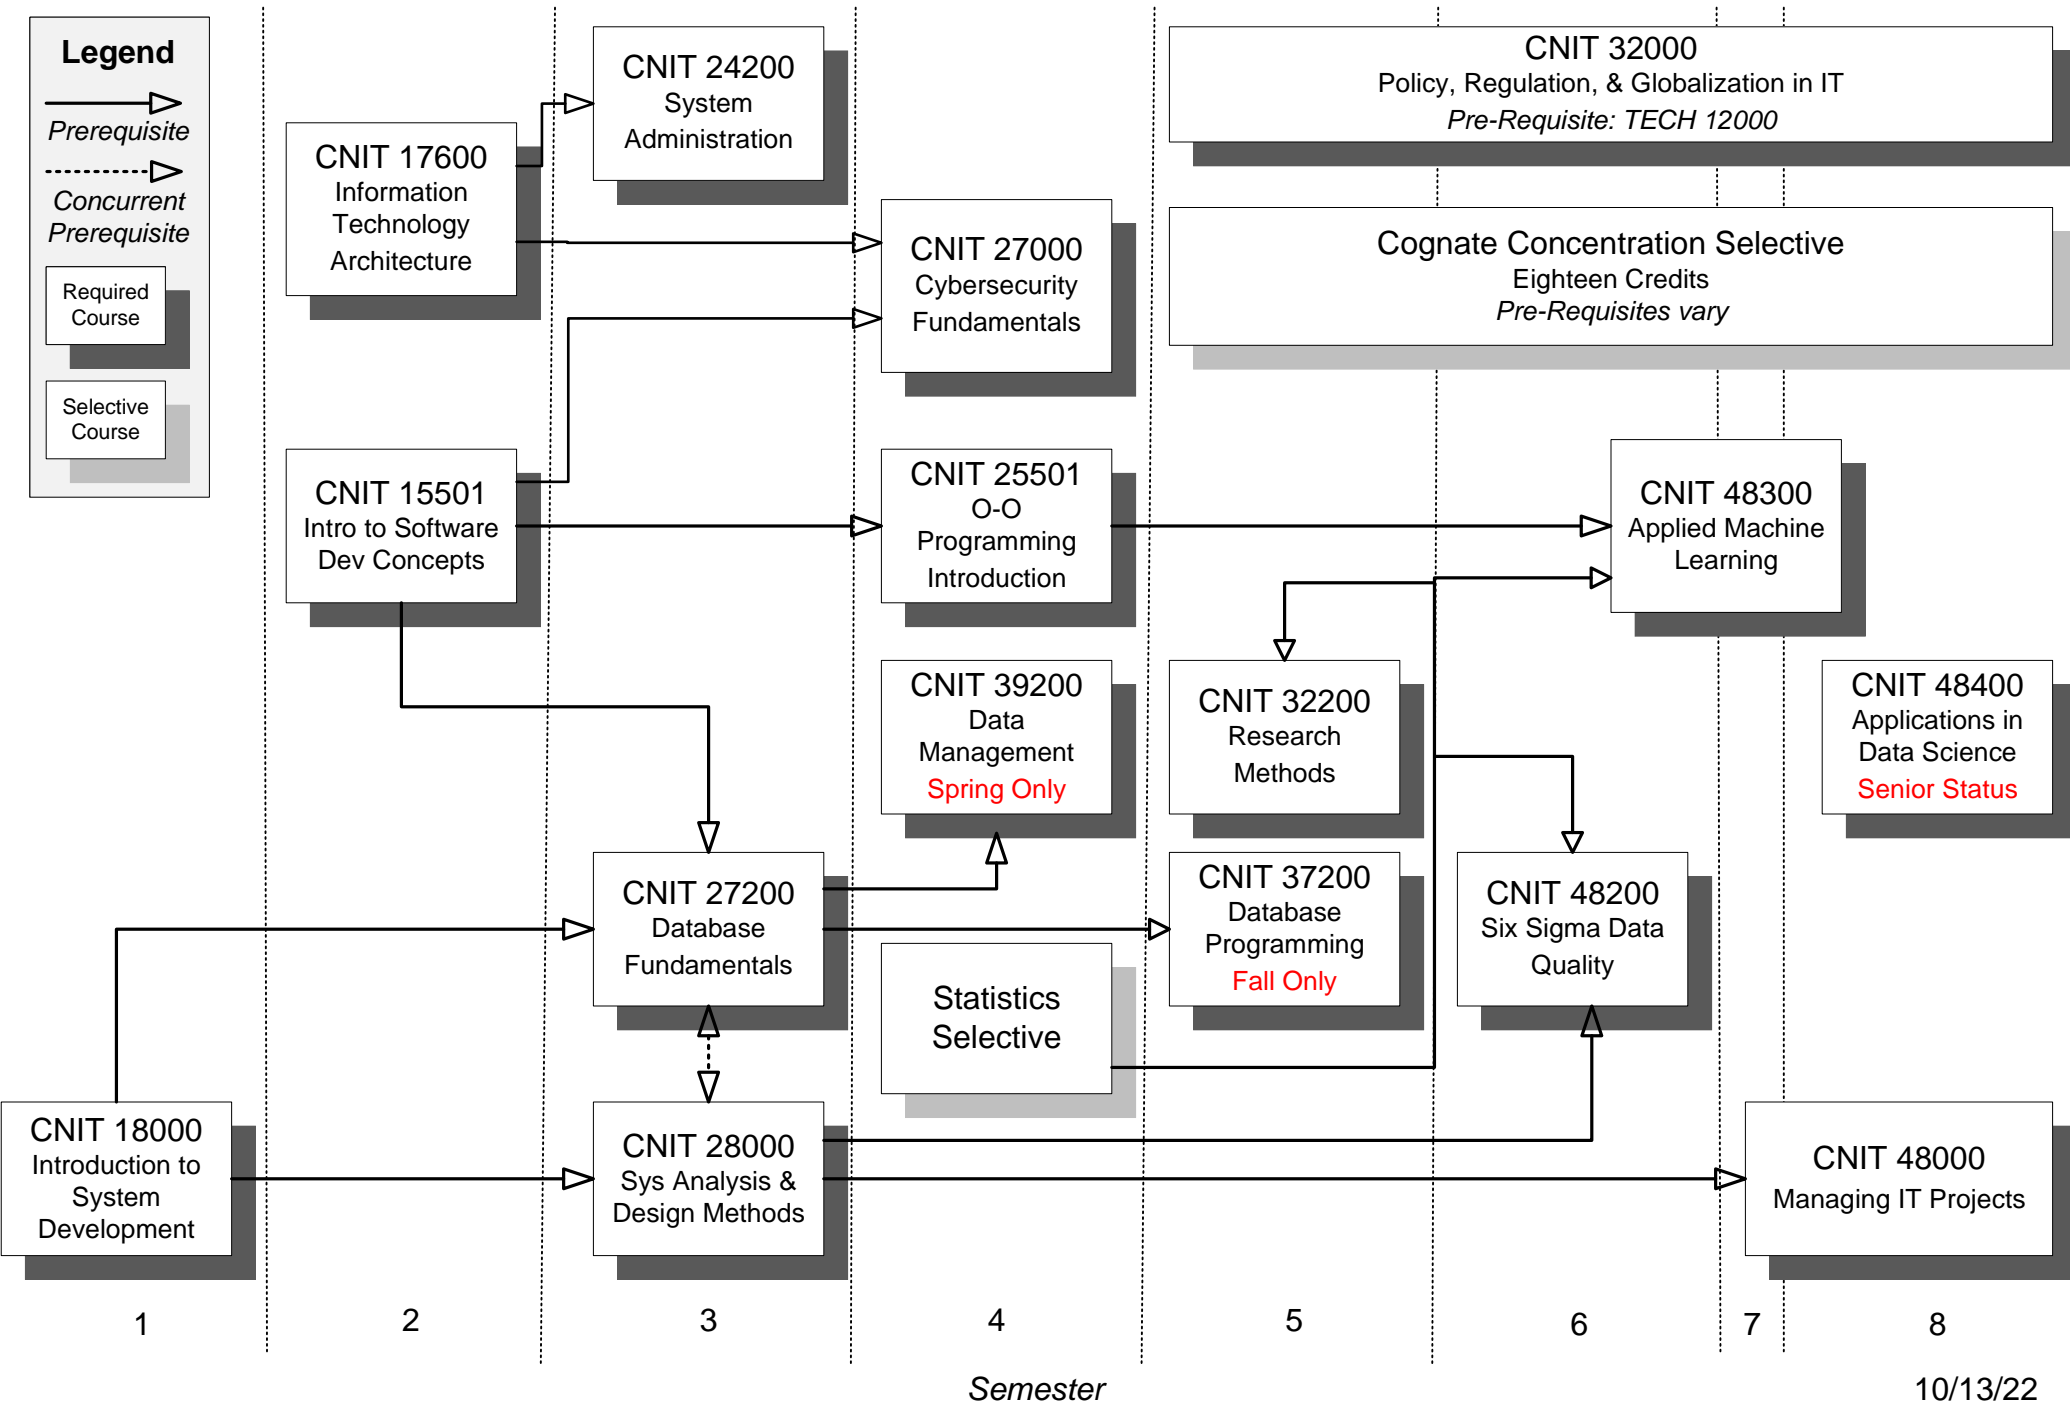 Legend
Prerequisite
Concurrent
Prerequisite
Required
Course
Selective
Course
CNIT 18000
Introduction to
System
Development
CNIT 17600
Information
Technology
Architecture
CNIT 15501
Intro to Software
Dev Concepts
CNIT 24200
System
Administration
CNIT 27200
Database
Fundamentals
CNIT 28000
Sys Analysis &
Design Methods
CNIT 27000
Cybersecurity
Fundamentals
CNIT 25501
O-O
Programming
Introduction
CNIT 39200
Data
Management
Spring Only
Statistics
Selective
CNIT 32000
Policy, Regulation, & Globalization in IT
Pre-Requisite: TECH 12000
Cognate Concentration Selective
Eighteen Credits
Pre-Requisites vary
CNIT 32200
Research
Methods
CNIT 37200
Database
Programming
Fall Only
CNIT 48300
Applied Machine
Learning
CNIT 48200
Six Sigma Data
Quality
CNIT 48400
Applications in
Data Science
Senior Status
CNIT 48000
Managing IT Projects
1
2
3
4
5
6
7
8
Semester
10/13/22